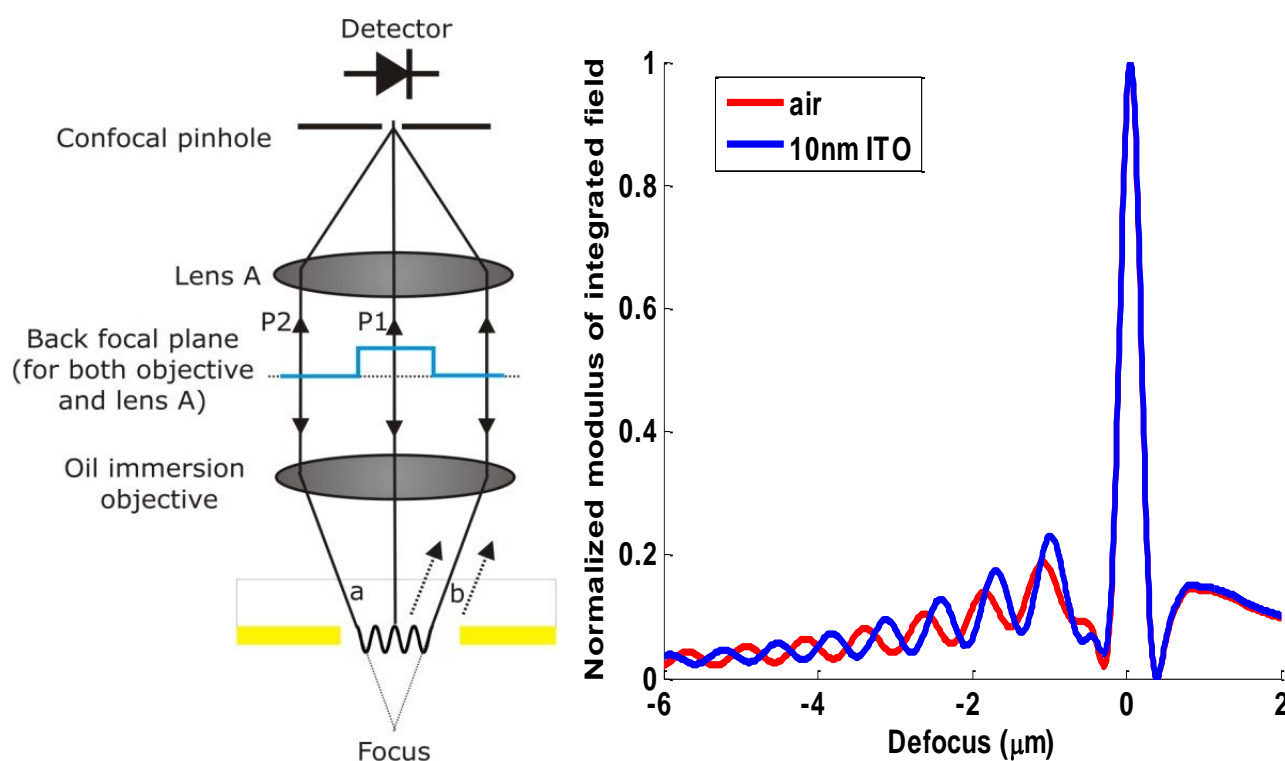 Detector
Confocal pinhole
Lens A
P2
P1
Back focal plane
(for both objective
and lens A)
Oil immersion
objective
a
b
Focus
Normalized modulus of integrated field
1
0.8
0.6
0.4
0.2
0
air
10nm ITO
-6
-4
-2
0
2
Defocus (μm)